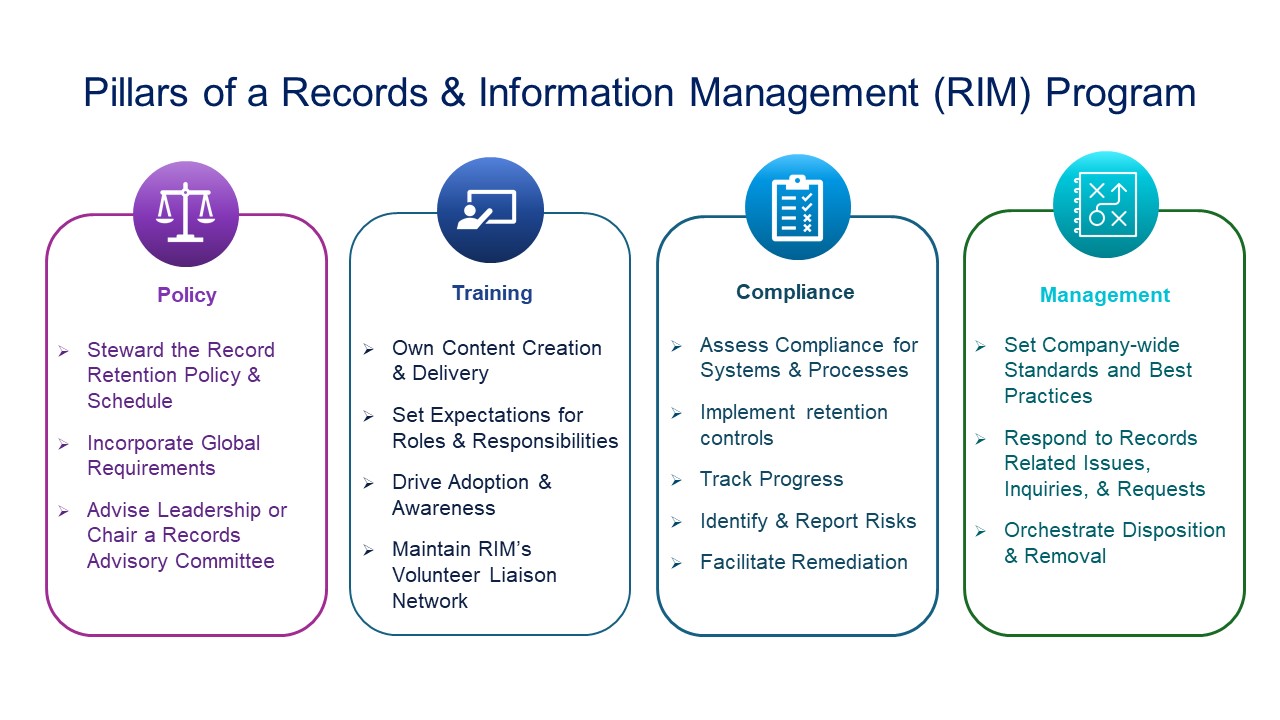 Pillars of a Records & Information Management (RIM) Program
Policy
Steward the Record
Retention Policy &
Schedule
Incorporate Global
Requirements
Advise Leadership or
Chair a Records
Advisory Committee
Training
Own Content Creation
& Delivery
Set Expectations for
Roles & Responsibilities
Drive Adoption &
Awareness
Maintain RIM’s
Volunteer Liaison
Network
Compliance
Assess Compliance for
Systems & Processes
Implement retention
controls
Track Progress
Identify & Report Risks
Facilitate Remediation
Management
Set Company-wide
Standards and Best
Practices
Respond to Records
Related Issues,
Inquiries, & Requests
Orchestrate Disposition
& Removal